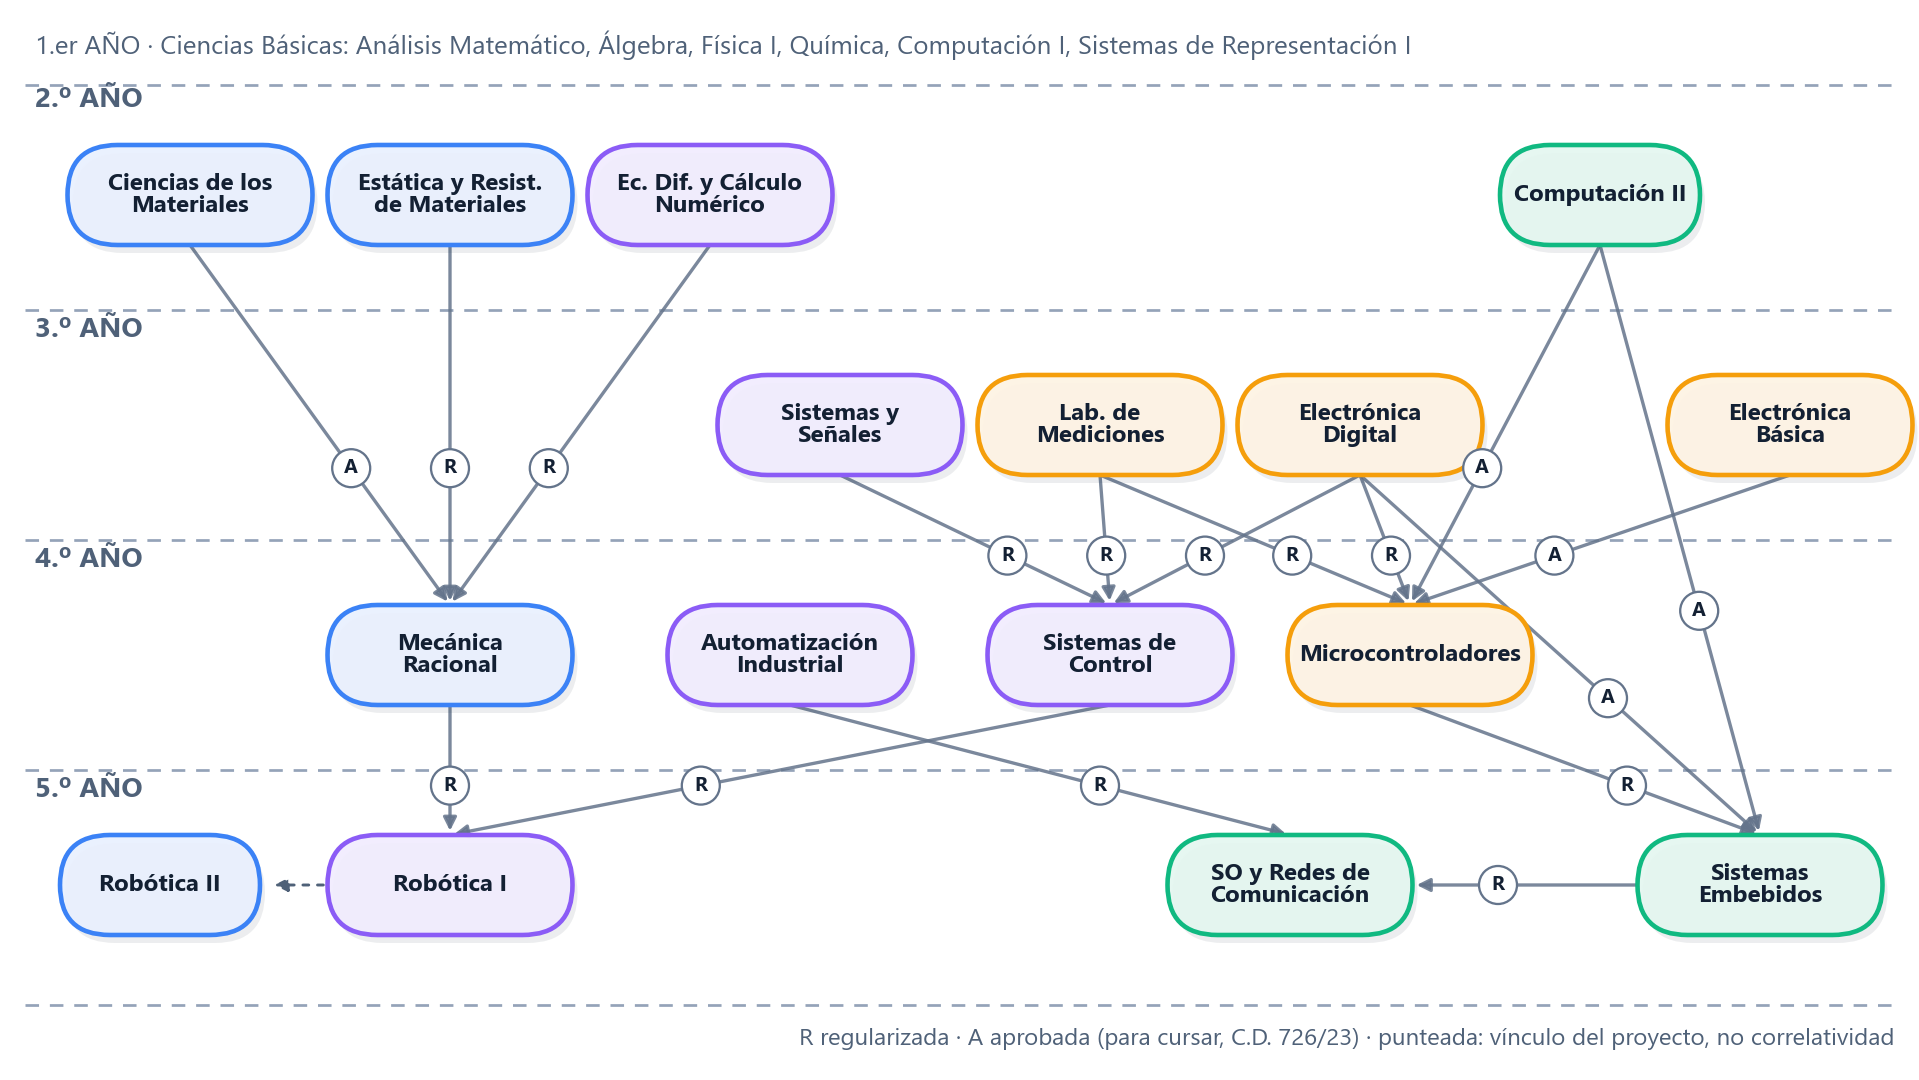 1.er AÑO · Ciencias Básicas: Análisis Matemático, Álgebra, Física I, Química, Computación I, Sistemas de Representación I
2.º AÑO
Ciencias de los
Materiales
Estática y Resist.
de Materiales
Ec. Dif. y Cálculo
Numérico
Computación II
3.º AÑO
Sistemas y
Señales
Lab. de
Mediciones
Electrónica
Digital
Electrónica
Básica
A
R
R
A
4.º AÑO
R
R
R
R
R
A
A
Mecánica
Racional
Automatización
Industrial
Sistemas de
Control
Microcontroladores
A
5.º AÑO
R
R
R
R
Robótica II
Robótica I
SO y Redes de
Comunicación
R
Sistemas
Embebidos
R regularizada · A aprobada (para cursar, C.D. 726/23) · punteada: vínculo del proyecto, no correlatividad